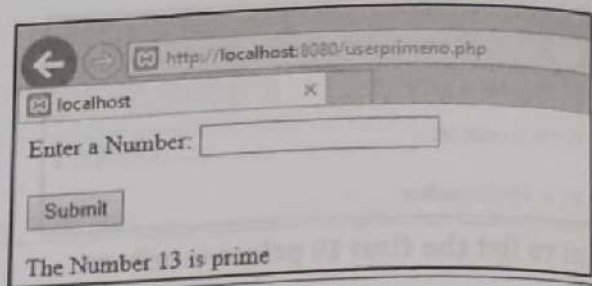 http://localhost:8080/userprimeno.php
localhost
Enter a Number:
Submit
The Number 13 is prime